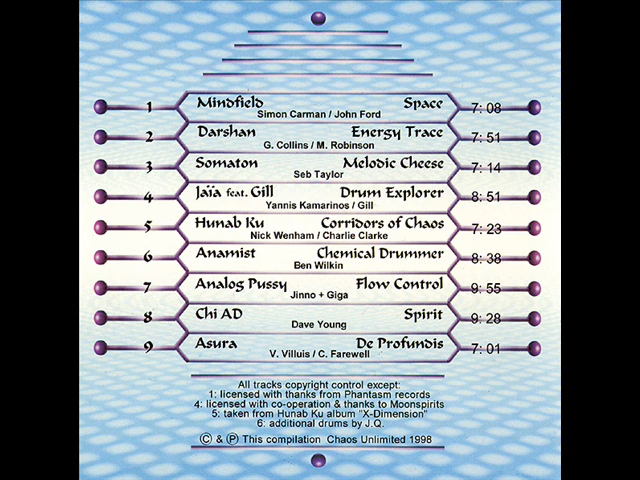 1 Mindfield Space 7: 08
Simon Carman / John Ford
2 Darshan Energy Trace 7: 51
G. Collins / M. Robinson
3 Somaton Melodic Cheese 7: 14
Seb Taylor
4 Jaïa feat. Gill Drum Explorer 8: 51
Yannis Kamarinos / Gill
5 Hunab Ku Corridors of Chaos 7: 23
Nick Wenham / Charlie Clarke
6 Anamist Chemical Drummer 8: 38
Ben Wilkin
7 Analog Pussy Flow Control 9: 55
Jinno + Giga
8 Chi AD Spirit 9: 28
Dave Young
9 Asura De Profundis 7: 01
V. Villuis / C. Farewell
All tracks copyright control except:
1: licensed with thanks from Phantasm records
4: licensed with co-operation & thanks to Moonspirits
5: taken from Hunab Ku album "X-Dimension"
6: additional drums by J.Q.
© & ℗ This compilation Chaos Unlimited 1998